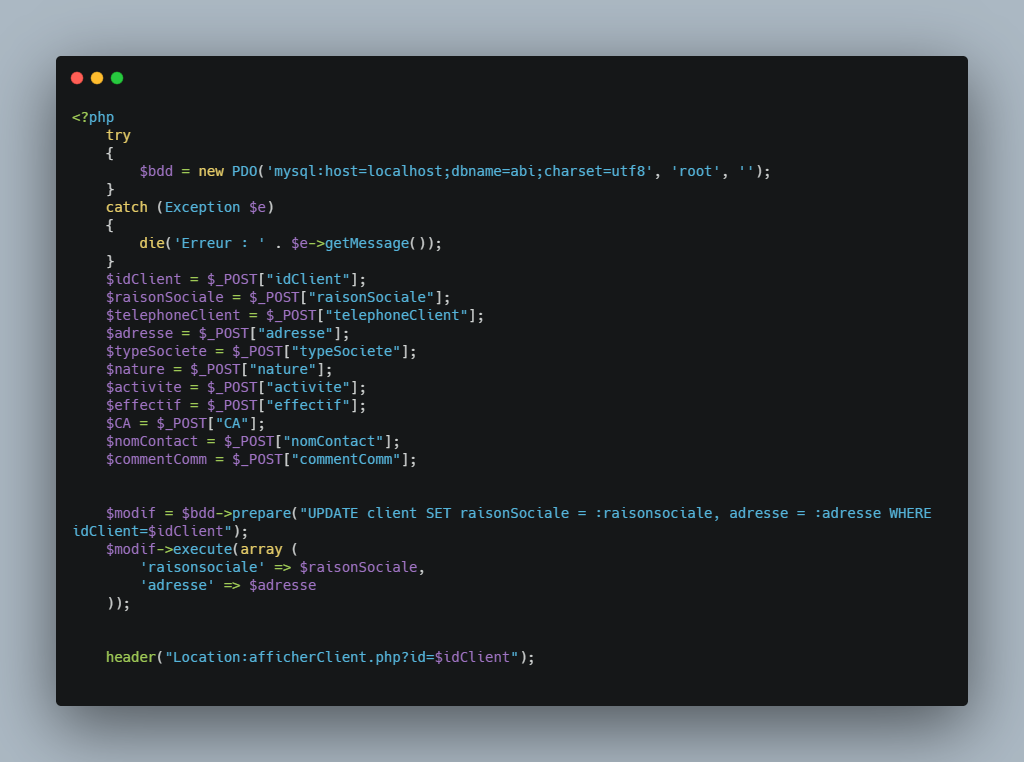 <?php
    try
    {
        $bdd = new PDO('mysql:host=localhost;dbname=abi;charset=utf8', 'root', '');
    }
    catch (Exception $e)
    {
        die('Erreur : ' . $e->getMessage());
    }
    $idClient = $_POST["idClient"];
    $raisonSociale = $_POST["raisonSociale"];
    $telephoneClient = $_POST["telephoneClient"];
    $adresse = $_POST["adresse"];
    $typeSociete = $_POST["typeSociete"];
    $nature = $_POST["nature"];
    $activite = $_POST["activite"];
    $effectif = $_POST["effectif"];
    $CA = $_POST["CA"];
    $nomContact = $_POST["nomContact"];
    $commentComm = $_POST["commentComm"];
    $modif = $bdd->prepare("UPDATE client SET raisonSociale = :raisonsociale, adresse = :adresse WHERE
idClient=$idClient");
    $modif->execute(array (
        'raisonsociale' => $raisonSociale,
        'adresse' => $adresse
    ));
    header("Location:afficherClient.php?id=$idClient");